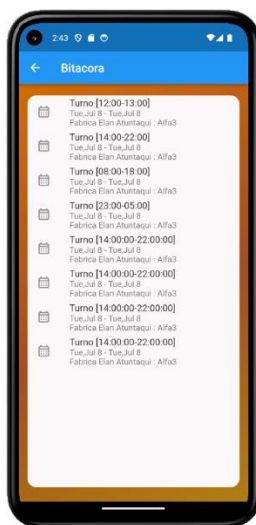 2:43
Bitacora
Turno [12:00-13:00]
Tue,Jul 8 - Tue,Jul 8
Fabrica Elan Atuntaqui : Alfa3
Turno [14:00-22:00]
Tue,Jul 8 - Tue,Jul 8
Fabrica Elan Atuntaqui : Alfa3
Turno [08:00-18:00]
Tue,Jul 8 - Tue,Jul 8
Fabrica Elan Atuntaqui : Alfa3
Turno [23:00-05:00]
Tue,Jul 8 - Tue,Jul 8
Fabrica Elan Atuntaqui : Alfa3
Turno [14:00:00-22:00:00]
Tue,Jul 8 - Tue,Jul 8
Fabrica Elan Atuntaqui : Alfa3
Turno [14:00:00-22:00:00]
Tue,Jul 8 - Tue,Jul 8
Fabrica Elan Atuntaqui : Alfa3
Turno [14:00:00-22:00:00]
Tue,Jul 8 - Tue,Jul 8
Fabrica Elan Atuntaqui : Alfa3
Turno [14:00:00-22:00:00]
Tue,Jul 8 - Tue,Jul 8
Fabrica Elan Atuntaqui : Alfa3